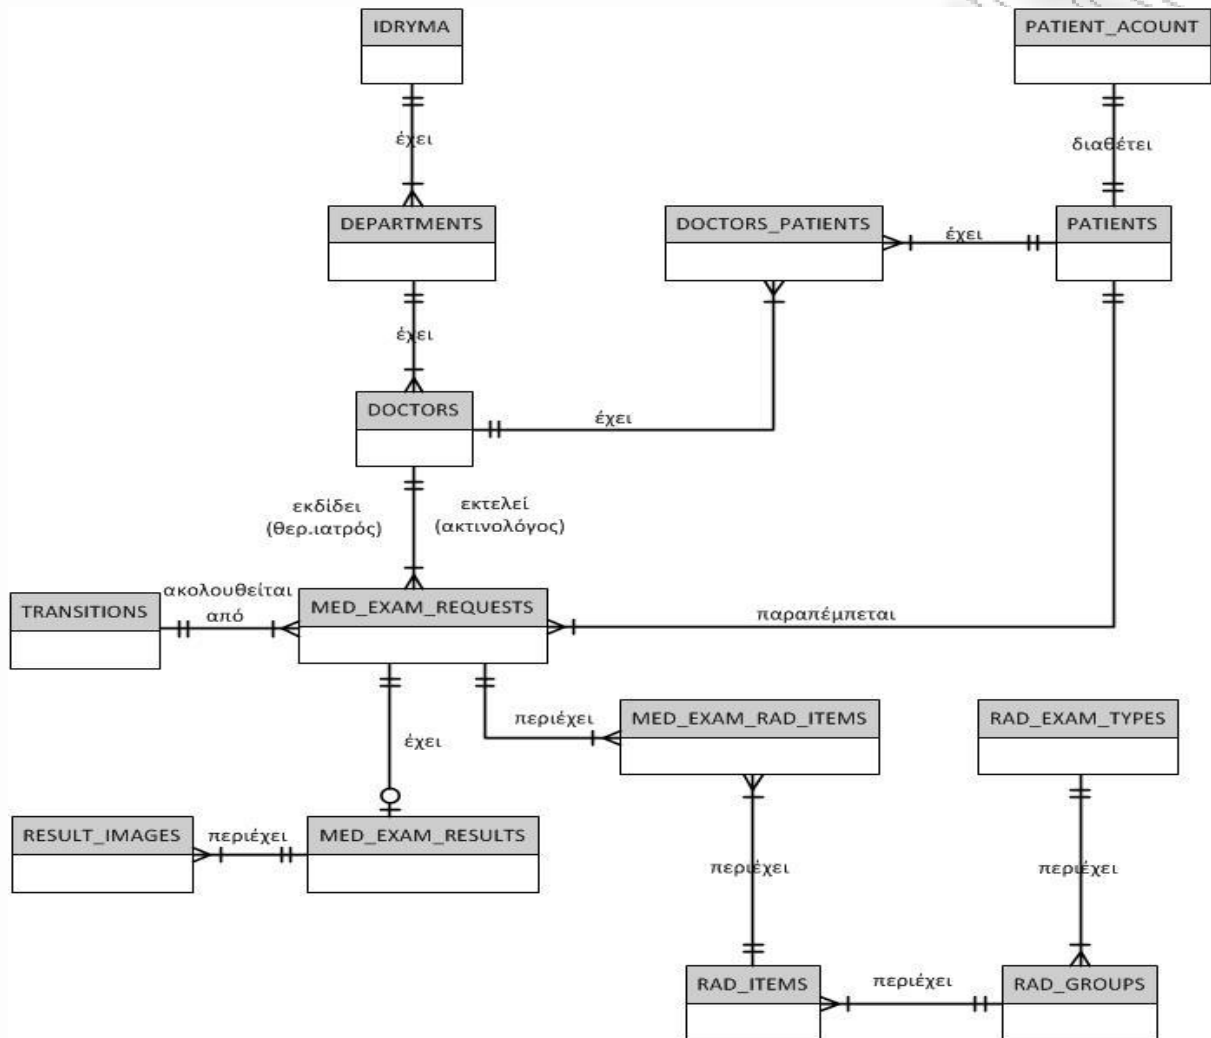 IDRYMA
PATIENT_ACOUNT
έχει
διαθέτει
DEPARTMENTS
DOCTORS_PATIENTS
έχει
PATIENTS
έχει
DOCTORS
έχει
εκδίδει
(θερ.ιατρός)
εκτελεί
(ακτινολόγος)
TRANSITIONS
ακολουθείται
από
MED_EXAM_REQUESTS
παραπέμπεται
έχει
περιέχει
MED_EXAM_RAD_ITEMS
RAD_EXAM_TYPES
RESULT_IMAGES
περιέχει
MED_EXAM_RESULTS
περιέχει
περιέχει
RAD_ITEMS
περιέχει
RAD_GROUPS